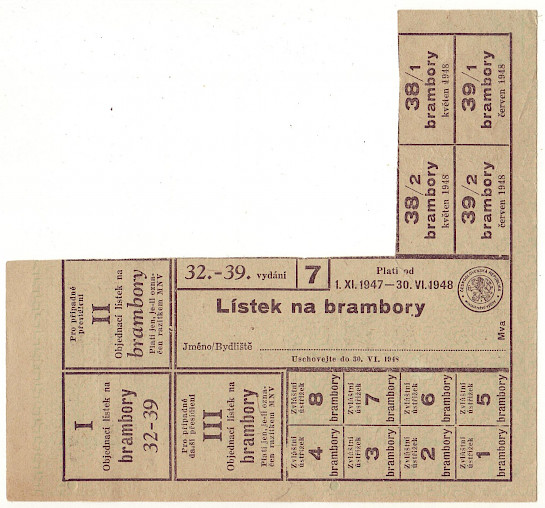 38/1
brambory
květen 1948
39/1
brambory
červen 1948
38/2
brambory
květen 1948
39/2
brambory
červen 1948
Pro případné
přesídlení
II
Objednací lístek na
brambory
Platí jen, je-li ozna-
čen razítkem MNV
32.-39. vydání
7
Platí od
1. XI. 1947—30. VI. 1948
Lístek na brambory
Jméno/Bydliště
Uschovejte do 30. VI. 1948
Mva
I
Objednací lístek na
brambory
32-39
Pro případné
další přesídlení
III
Objednací lístek na
brambory
Platí jen, je-li ozna-
čen razítkem MNV
Zvláštní
ústřižek
8
brambory
Zvláštní
ústřižek
7
brambory
Zvláštní
ústřižek
6
brambory
Zvláštní
ústřižek
5
brambory
Zvláštní
ústřižek
4
brambory
Zvláštní
ústřižek
3
brambory
Zvláštní
ústřižek
2
brambory
Zvláštní
ústřižek
1
brambory